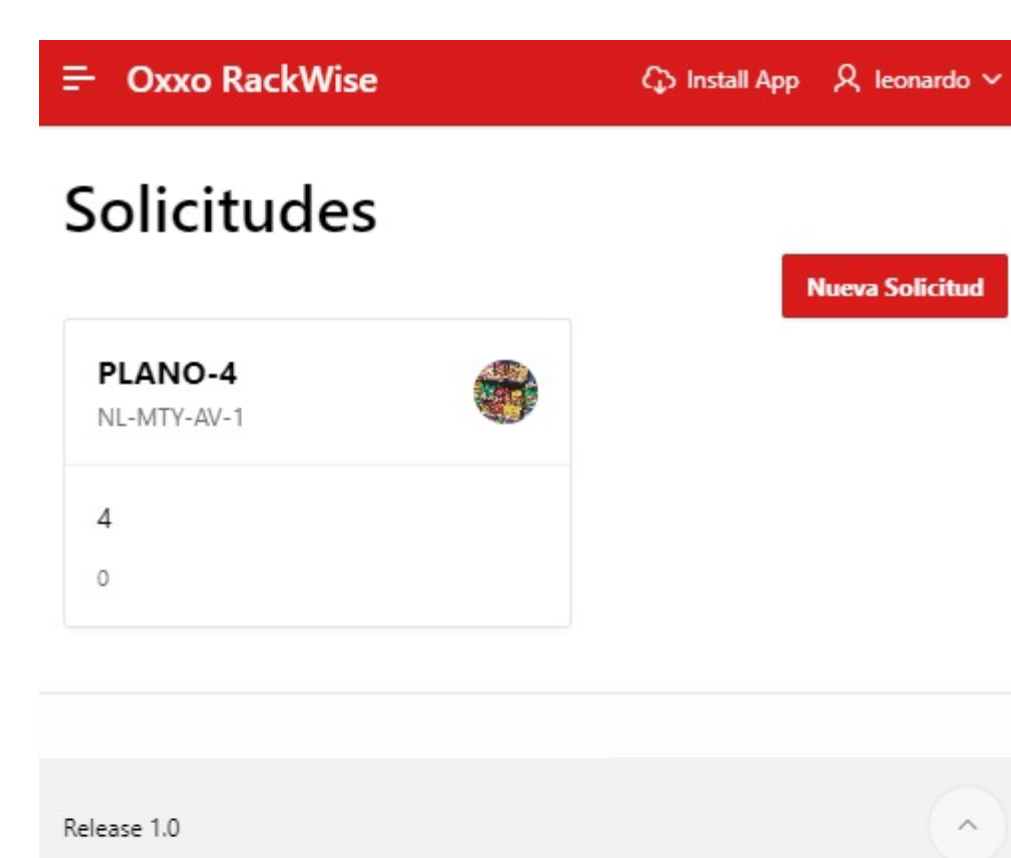 Oxxo RackWise Install App leonardo
Solicitudes
Nueva Solicitud
PLANO-4
NL-MTY-AV-1
4
0
Release 1.0